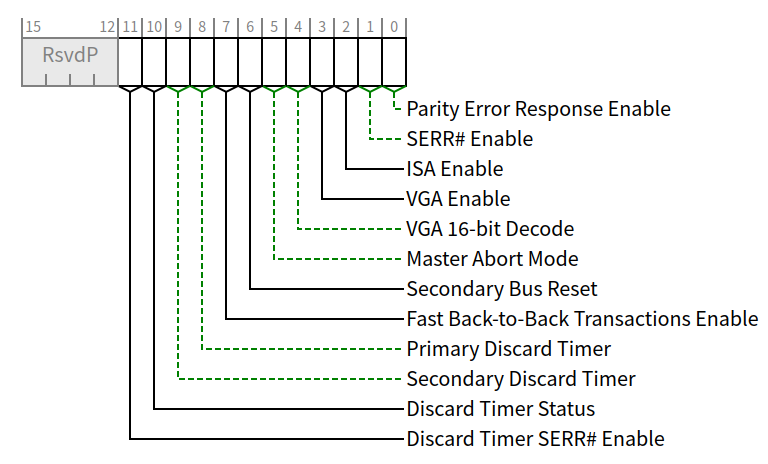 15 12 11 10 9 8 7 6 5 4 3 2 1 0
RsvdP
Parity Error Response Enable
SERR# Enable
ISA Enable
VGA Enable
VGA 16-bit Decode
Master Abort Mode
Secondary Bus Reset
Fast Back-to-Back Transactions Enable
Primary Discard Timer
Secondary Discard Timer
Discard Timer Status
Discard Timer SERR# Enable